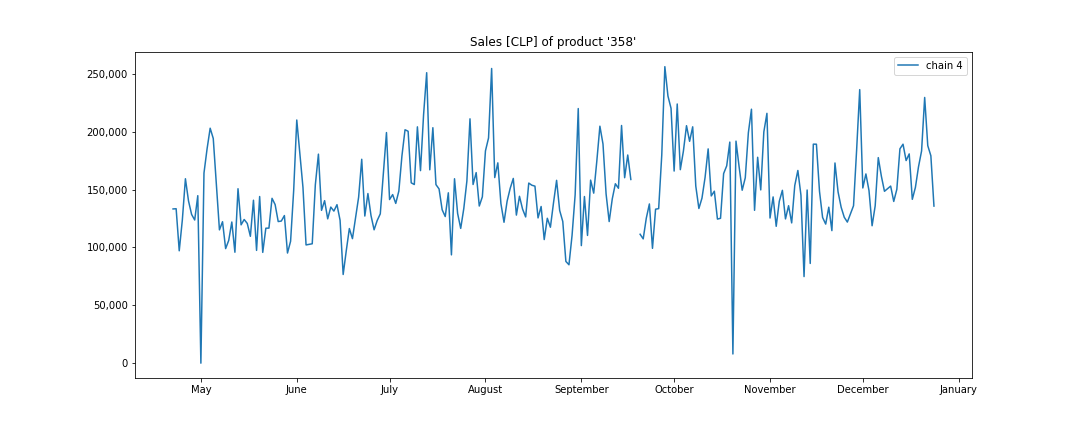 Sales [CLP] of product '358'
chain 4
250,000
200,000
150,000
100,000
50,000
0
May June July August September October November December January